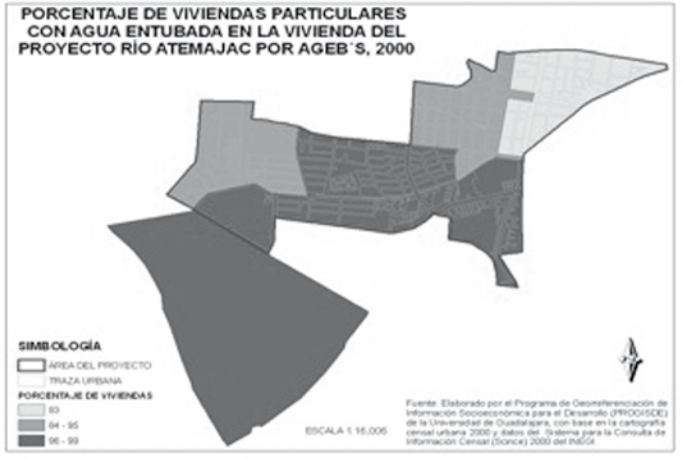 PORCENTAJE DE VIVIENDAS PARTICULARES
CON AGUA ENTUBADA EN LA VIVIENDA DEL
PROYECTO RÍO ATEMAJAC POR AGEB´S, 2000
SIMBOLOGÍA
ÁREA DEL PROYECTO
TRAZA URBANA
PORCENTAJE DE VIVIENDAS
83
84 - 95
96 - 99
ESCALA 1:16,006
Fuente: Elaborado por el Programa de Georreferenciación de
Información Socioeconómica para el Desarrollo (PROGISDE)
de la Universidad de Guadalajara, con base en la cartografía
censal urbana 2000 y datos del Sistema para la Consulta de
Información Censal (Scince) 2000 del INEGI